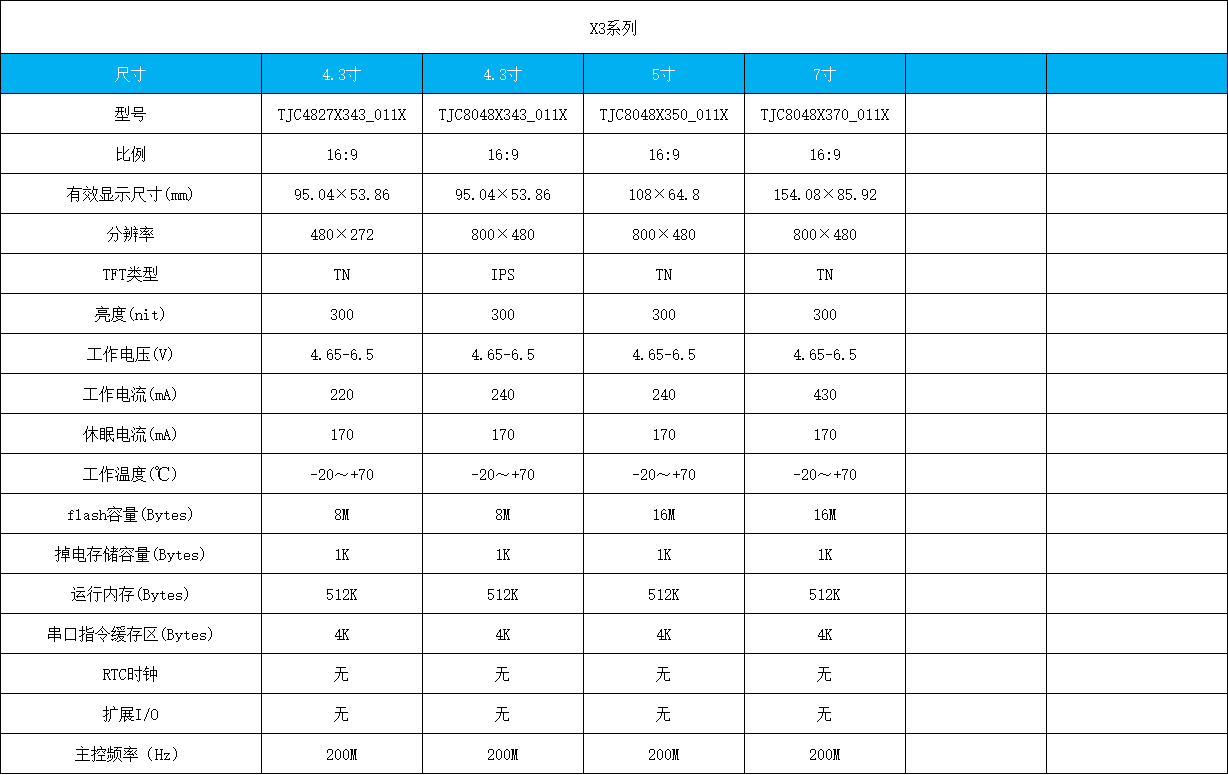 X3系列
尺寸 4.3寸 4.3寸 5寸 7寸
型号 TJC4827X343_011X TJC8048X343_011X TJC8048X350_011X TJC8048X370_011X
比例 16:9 16:9 16:9 16:9
有效显示尺寸(mm) 95.04×53.86 95.04×53.86 108×64.8 154.08×85.92
分辨率 480×272 800×480 800×480 800×480
TFT类型 TN IPS TN TN
亮度(nit) 300 300 300 300
工作电压(V) 4.65-6.5 4.65-6.5 4.65-6.5 4.65-6.5
工作电流(mA) 220 240 240 430
休眠电流(mA) 170 170 170 170
工作温度(℃) -20～+70 -20～+70 -20～+70 -20～+70
flash容量(Bytes) 8M 8M 16M 16M
掉电存储容量(Bytes) 1K 1K 1K 1K
运行内存(Bytes) 512K 512K 512K 512K
串口指令缓存区(Bytes) 4K 4K 4K 4K
RTC时钟 无 无 无 无
扩展I/O 无 无 无 无
主控频率（Hz） 200M 200M 200M 200M